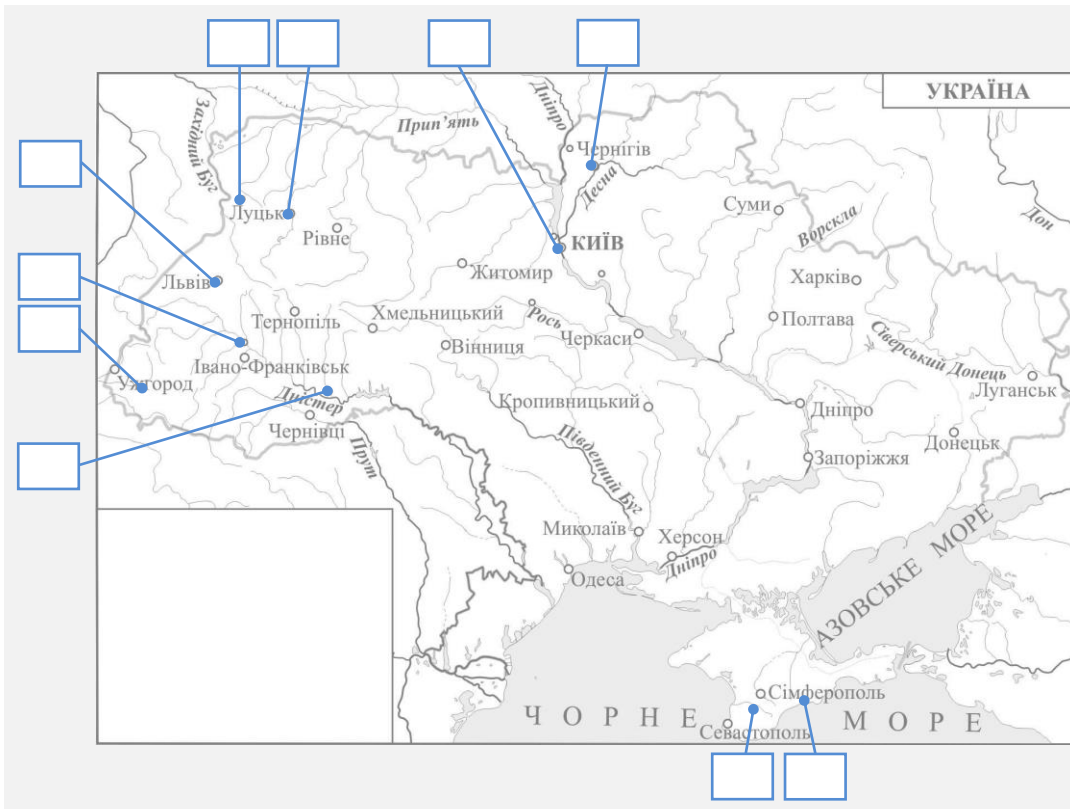 УКРАЇНА
Західний Буг
Прип’ять
Дніпро
Чернігів
Десна
Луцьк
Рівне
Суми
Ворскла
Дон
КИЇВ
Житомир
Харків
Львів
Тернопіль
Хмельницький
Рось
Черкаси
Полтава
Вінниця
Івано-Франківськ
Сіверський Донець
Ужгород
Луганськ
Дністер
Кропивницький
Дніпро
Чернівці
Донецьк
Прут
Південний Буг
Запоріжжя
Миколаїв
Херсон
Дніпро
Одеса
АЗОВСЬКЕ МОРЕ
Сімферополь
ЧОРНЕ МОРЕ
Севастополь